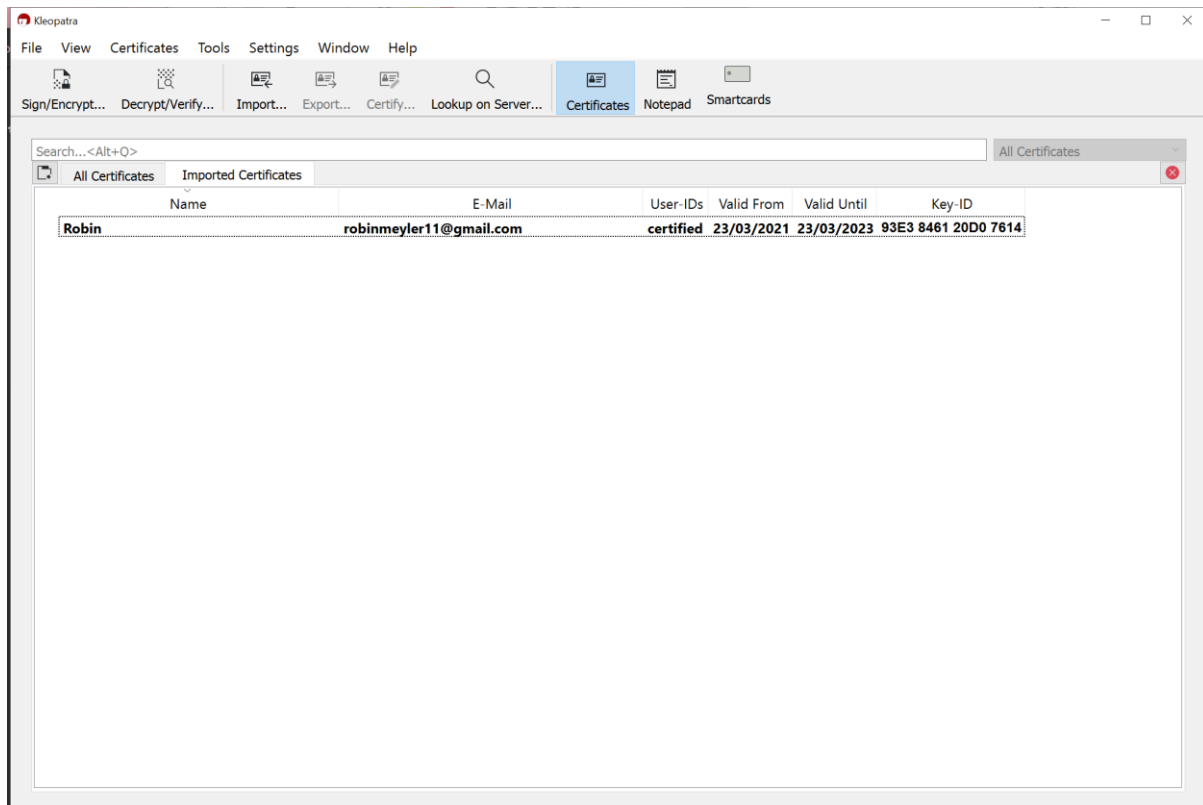 Kleopatra
File View Certificates Tools Settings Window Help
Sign/Encrypt... Decrypt/Verify... Import... Export... Certify... Lookup on Server... Certificates Notepad Smartcards
Search...<Alt+Q> All Certificates
All Certificates Imported Certificates
Name E-Mail User-IDs Valid From Valid Until Key-ID
Robin robinmeyler11@gmail.com certified 23/03/2021 23/03/2023 93E3 8461 20D0 7614